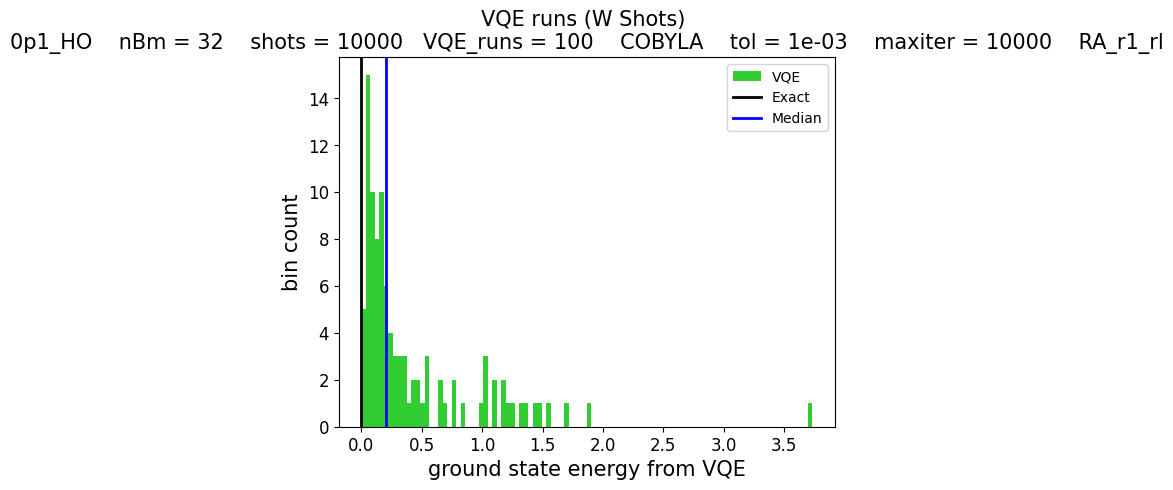 VQE runs (W Shots)
0p1_HO    nBm = 32    shots = 10000   VQE_runs = 100    COBYLA    tol = 1e-03    maxiter = 10000    RA_r1_rl
VQE
Exact
Median
bin count
14
12
10
8
6
4
2
0
0.0 0.5 1.0 1.5 2.0 2.5 3.0 3.5
ground state energy from VQE